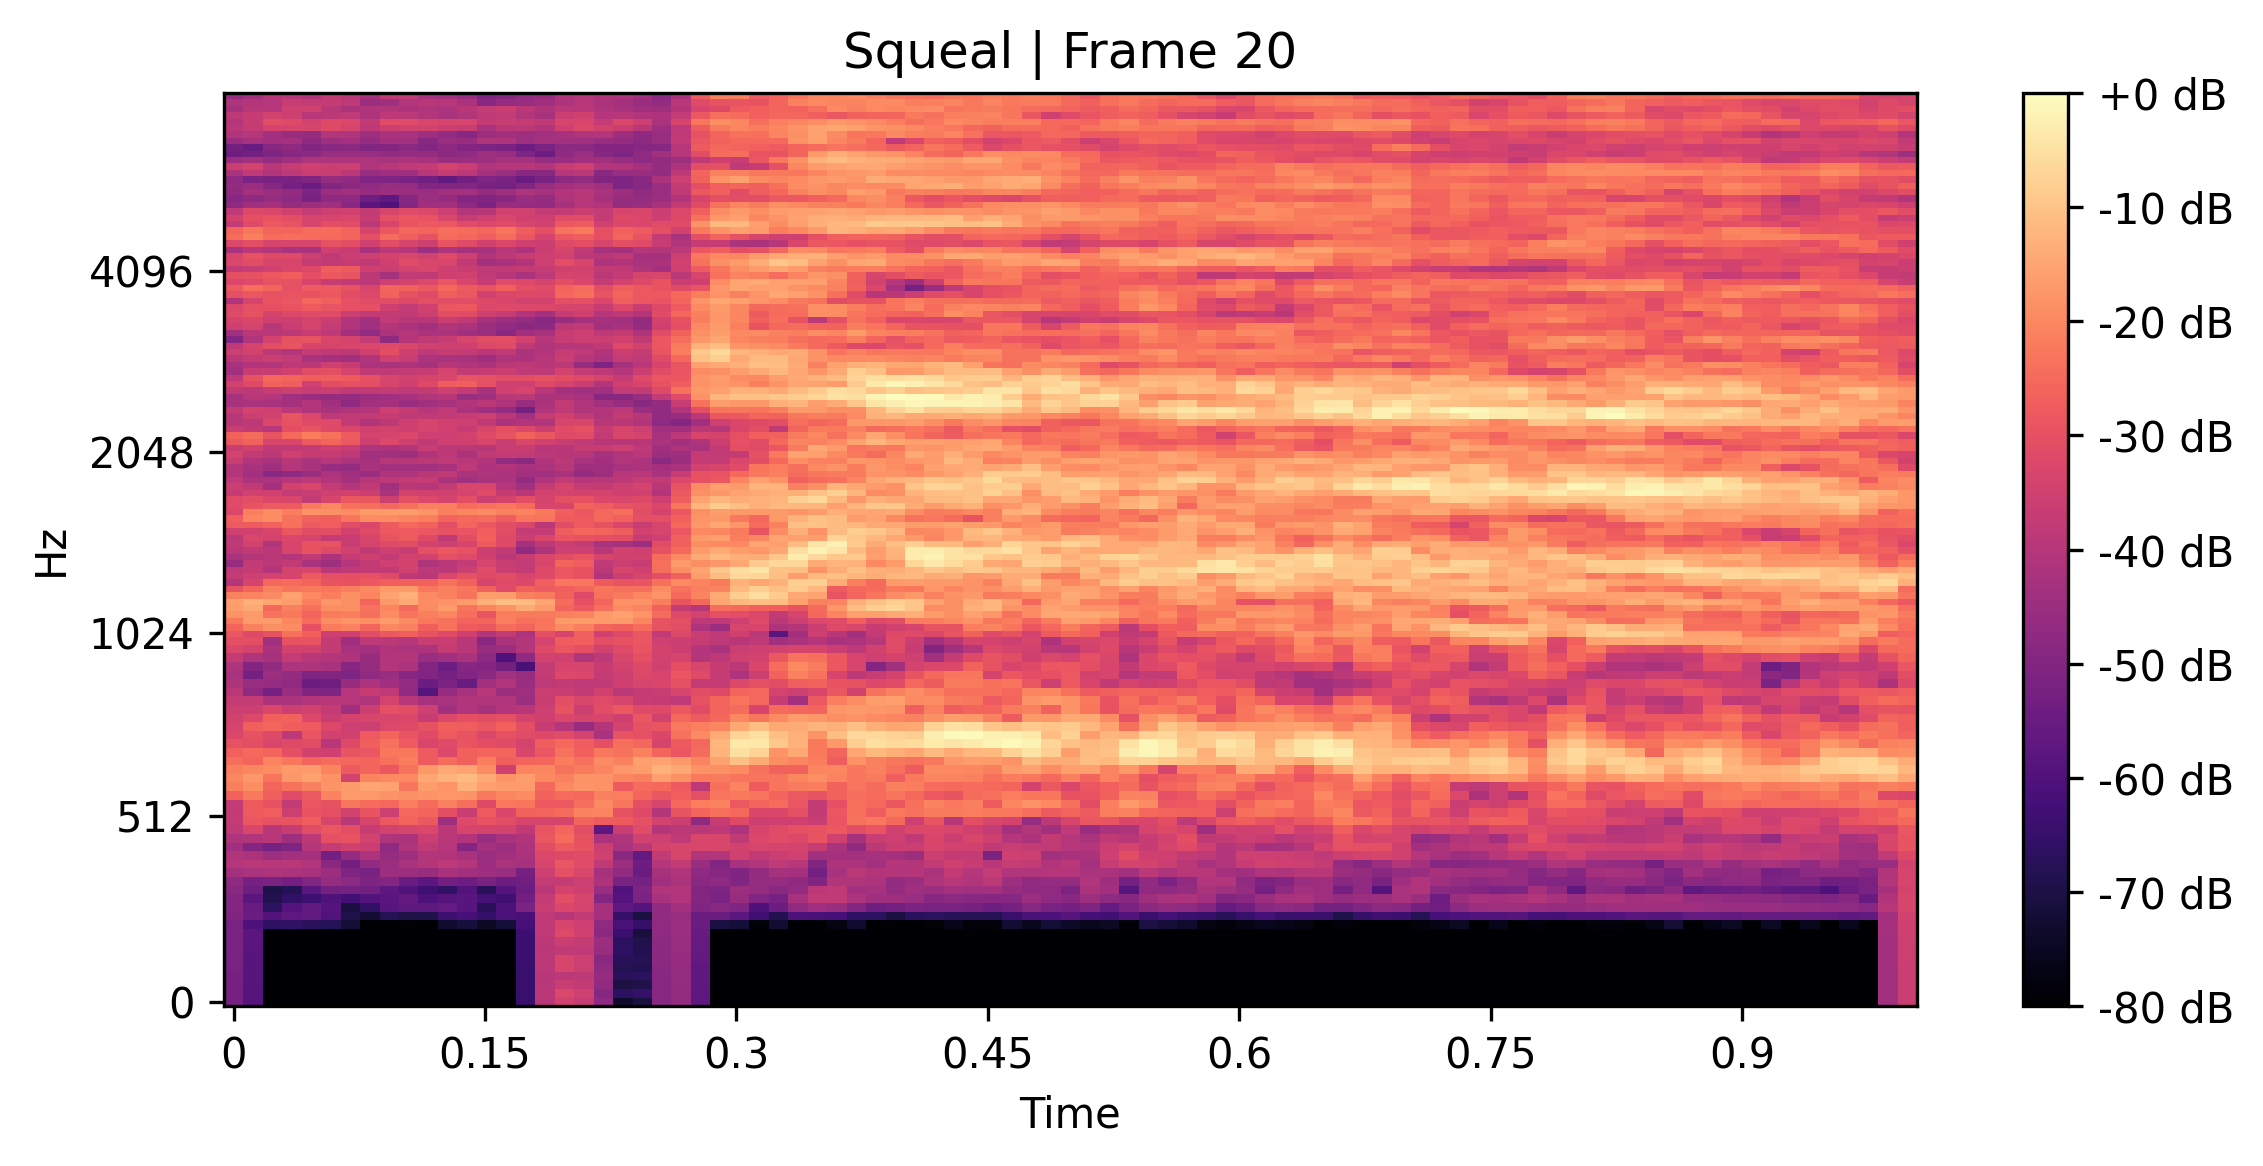 Squeal | Frame 20
+0 dB
-10 dB
-20 dB
-30 dB
-40 dB
-50 dB
-60 dB
-70 dB
-80 dB
Hz
4096
2048
1024
512
0
0 0.15 0.3 0.45 0.6 0.75 0.9
Time